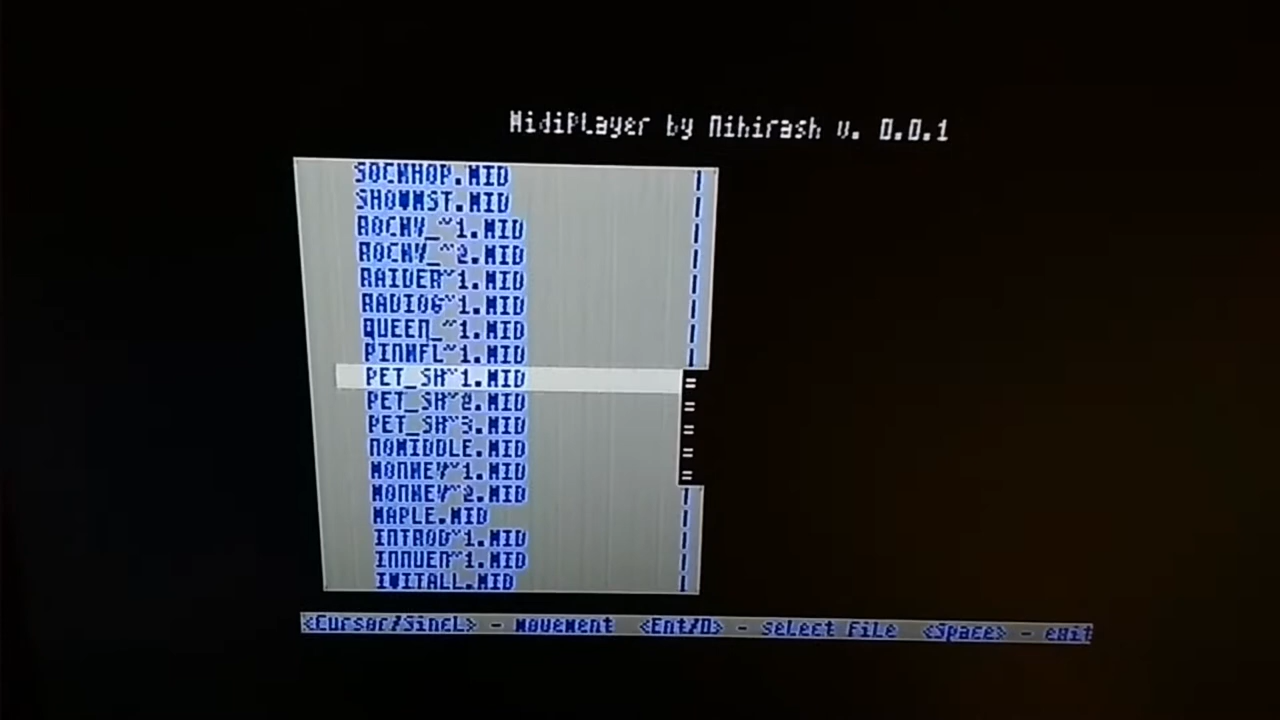 MidiPlayer by Nihirash v. 0.0.1
SOCKHOP.MID
SHOWMST.MID
ROCKY_~1.MID
ROCKY_~2.MID
RAIDER~1.MID
RADIOG~1.MID
QUEEN_~1.MID
PINKFL~1.MID
PET_SH~1.MID
PET_SH~2.MID
PET_SH~3.MID
NOMIDDLE.MID
MONKEY~1.MID
MONKEY~2.MID
MAPLE.MID
INTROD~1.MID
INNUEN~1.MID
IWITALL.MID
<Cursor/Sincl> - movement <Ent/0> - select file <Space> - exit